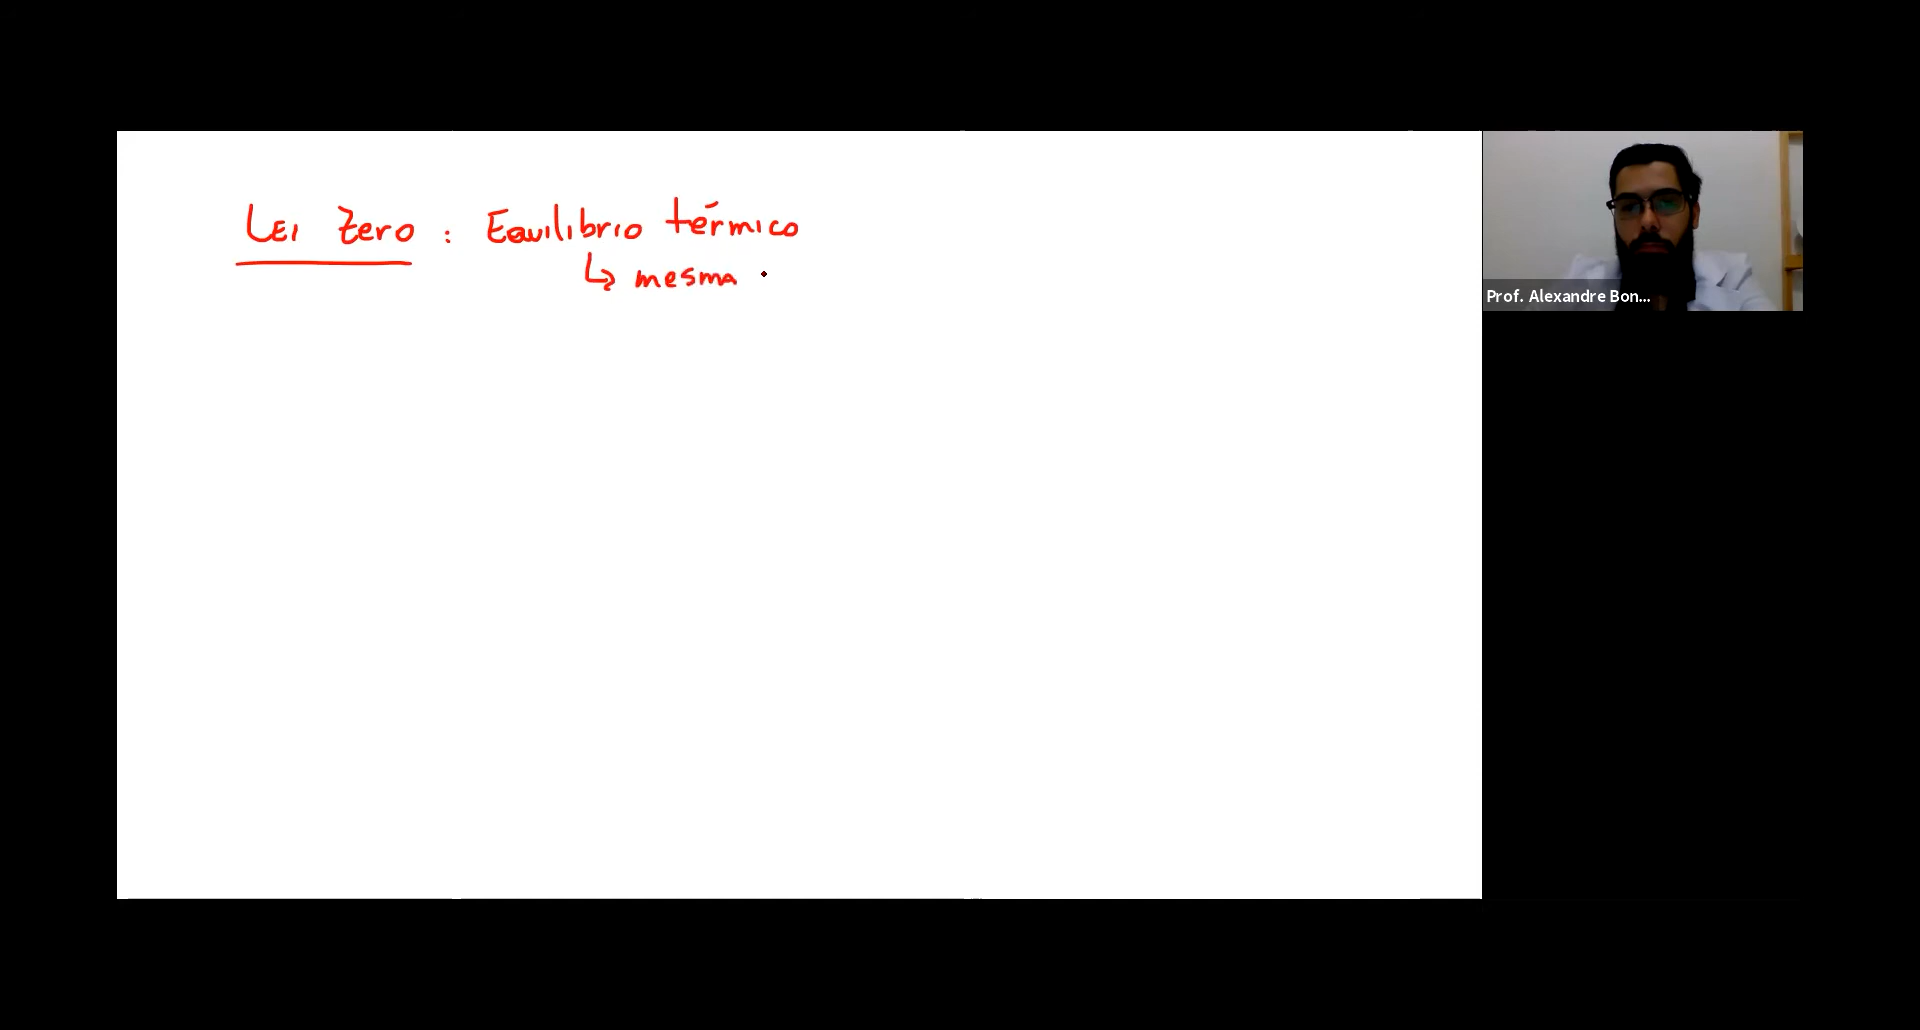 Lei Zero : Equilibrio térmico
↳ mesma
Prof. Alexandre Bon...